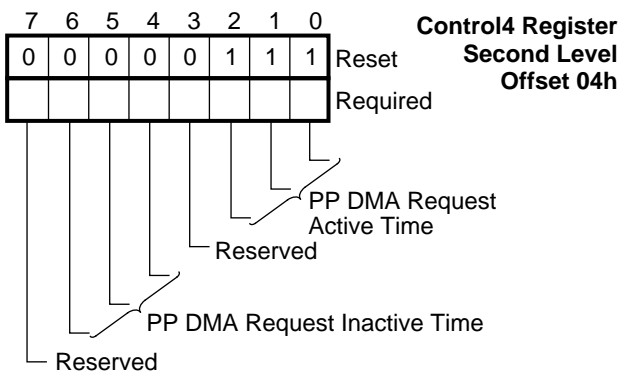 7 6 5 4 3 2 1 0
Control4 Register
Second Level
Offset 04h
0 0 0 0 0 1 1 1 Reset
Required
PP DMA Request
Active Time
Reserved
PP DMA Request Inactive Time
Reserved